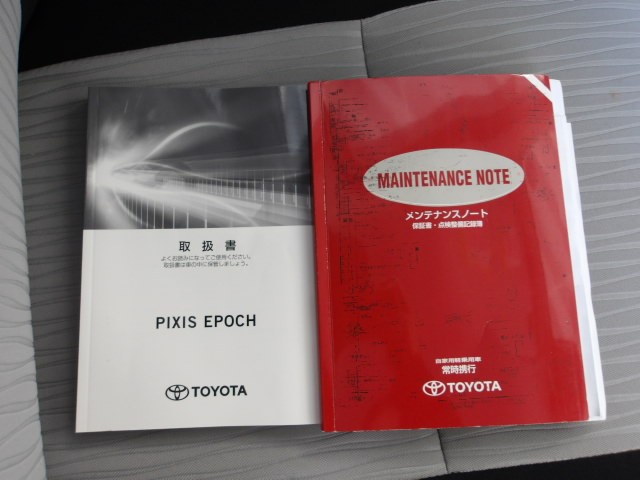 取扱書
よくお読みになってご使用ください。
取扱書は車の中に保管しましょう。
PIXIS EPOCH
TOYOTA
MAINTENANCE NOTE
メンテナンスノート
保証書・点検整備記録簿
自家用軽乗用車
常時携行
TOYOTA